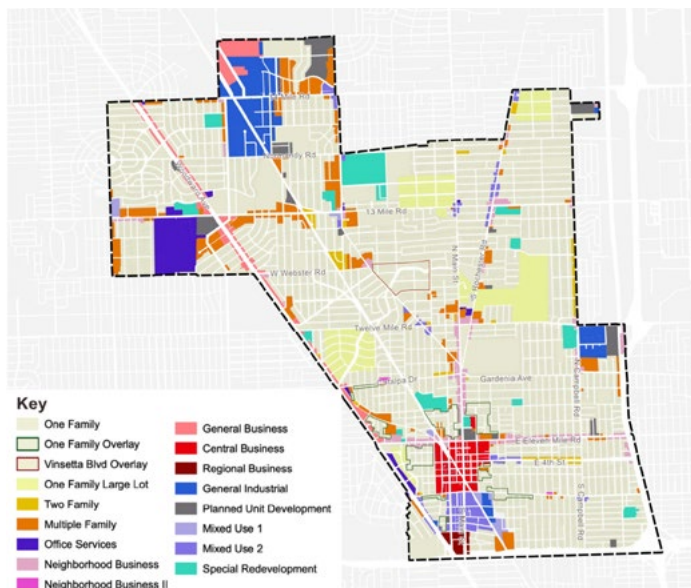 13 Mile Rd
N Main St
W Webster Rd
Twelve Mile Rd
Gardenia Ave
N Campbell Rd
E Eleven Mile Rd
E 4th St
S Campbell Rd
Key
One Family
One Family Overlay
Vinsetta Blvd Overlay
One Family Large Lot
Two Family
Multiple Family
Office Services
Neighborhood Business
Neighborhood Business II
General Business
Central Business
Regional Business
General Industrial
Planned Unit Development
Mixed Use 1
Mixed Use 2
Special Redevelopment